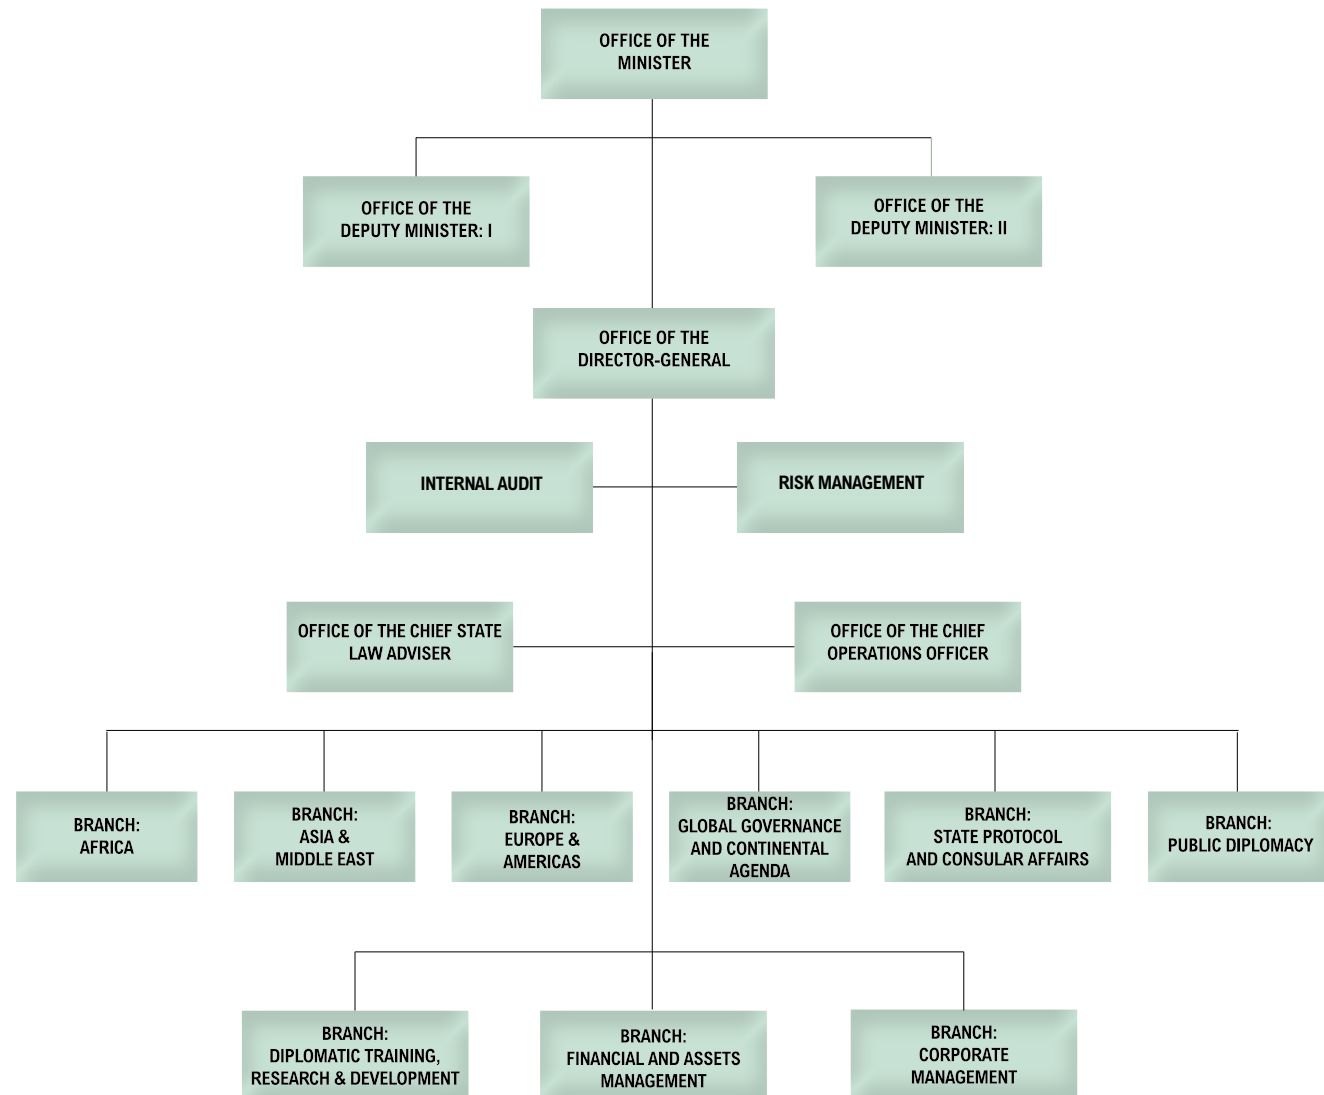 OFFICE OF THE
MINISTER
OFFICE OF THE
DEPUTY MINISTER: I
OFFICE OF THE
DEPUTY MINISTER: II
OFFICE OF THE
DIRECTOR-GENERAL
INTERNAL AUDIT
RISK MANAGEMENT
OFFICE OF THE CHIEF STATE
LAW ADVISER
OFFICE OF THE CHIEF
OPERATIONS OFFICER
BRANCH:
AFRICA
BRANCH:
ASIA &
MIDDLE EAST
BRANCH:
EUROPE &
AMERICAS
BRANCH:
GLOBAL GOVERNANCE
AND CONTINENTAL
AGENDA
BRANCH:
STATE PROTOCOL
AND CONSULAR AFFAIRS
BRANCH:
PUBLIC DIPLOMACY
BRANCH:
DIPLOMATIC TRAINING,
RESEARCH & DEVELOPMENT
BRANCH:
FINANCIAL AND ASSETS
MANAGEMENT
BRANCH:
CORPORATE
MANAGEMENT